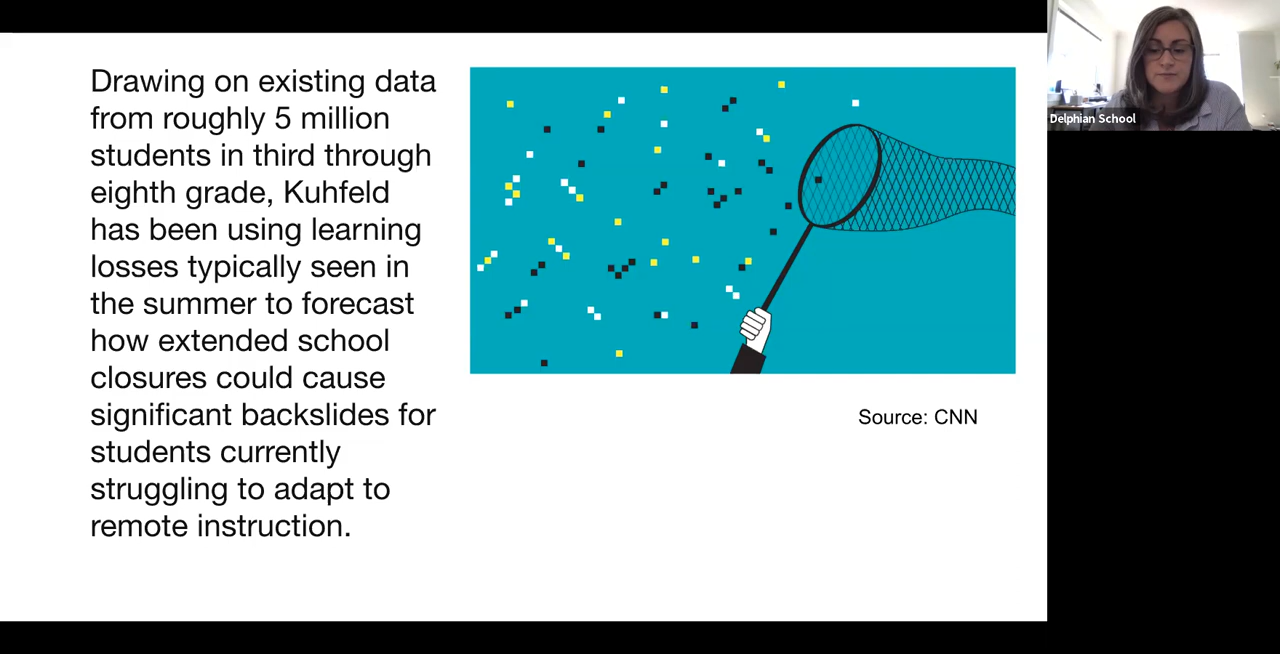 Drawing on existing data
from roughly 5 million
students in third through
eighth grade, Kuhfeld
has been using learning
losses typically seen in
the summer to forecast
how extended school
closures could cause
significant backslides for
students currently
struggling to adapt to
remote instruction.
Source: CNN
Delphian School